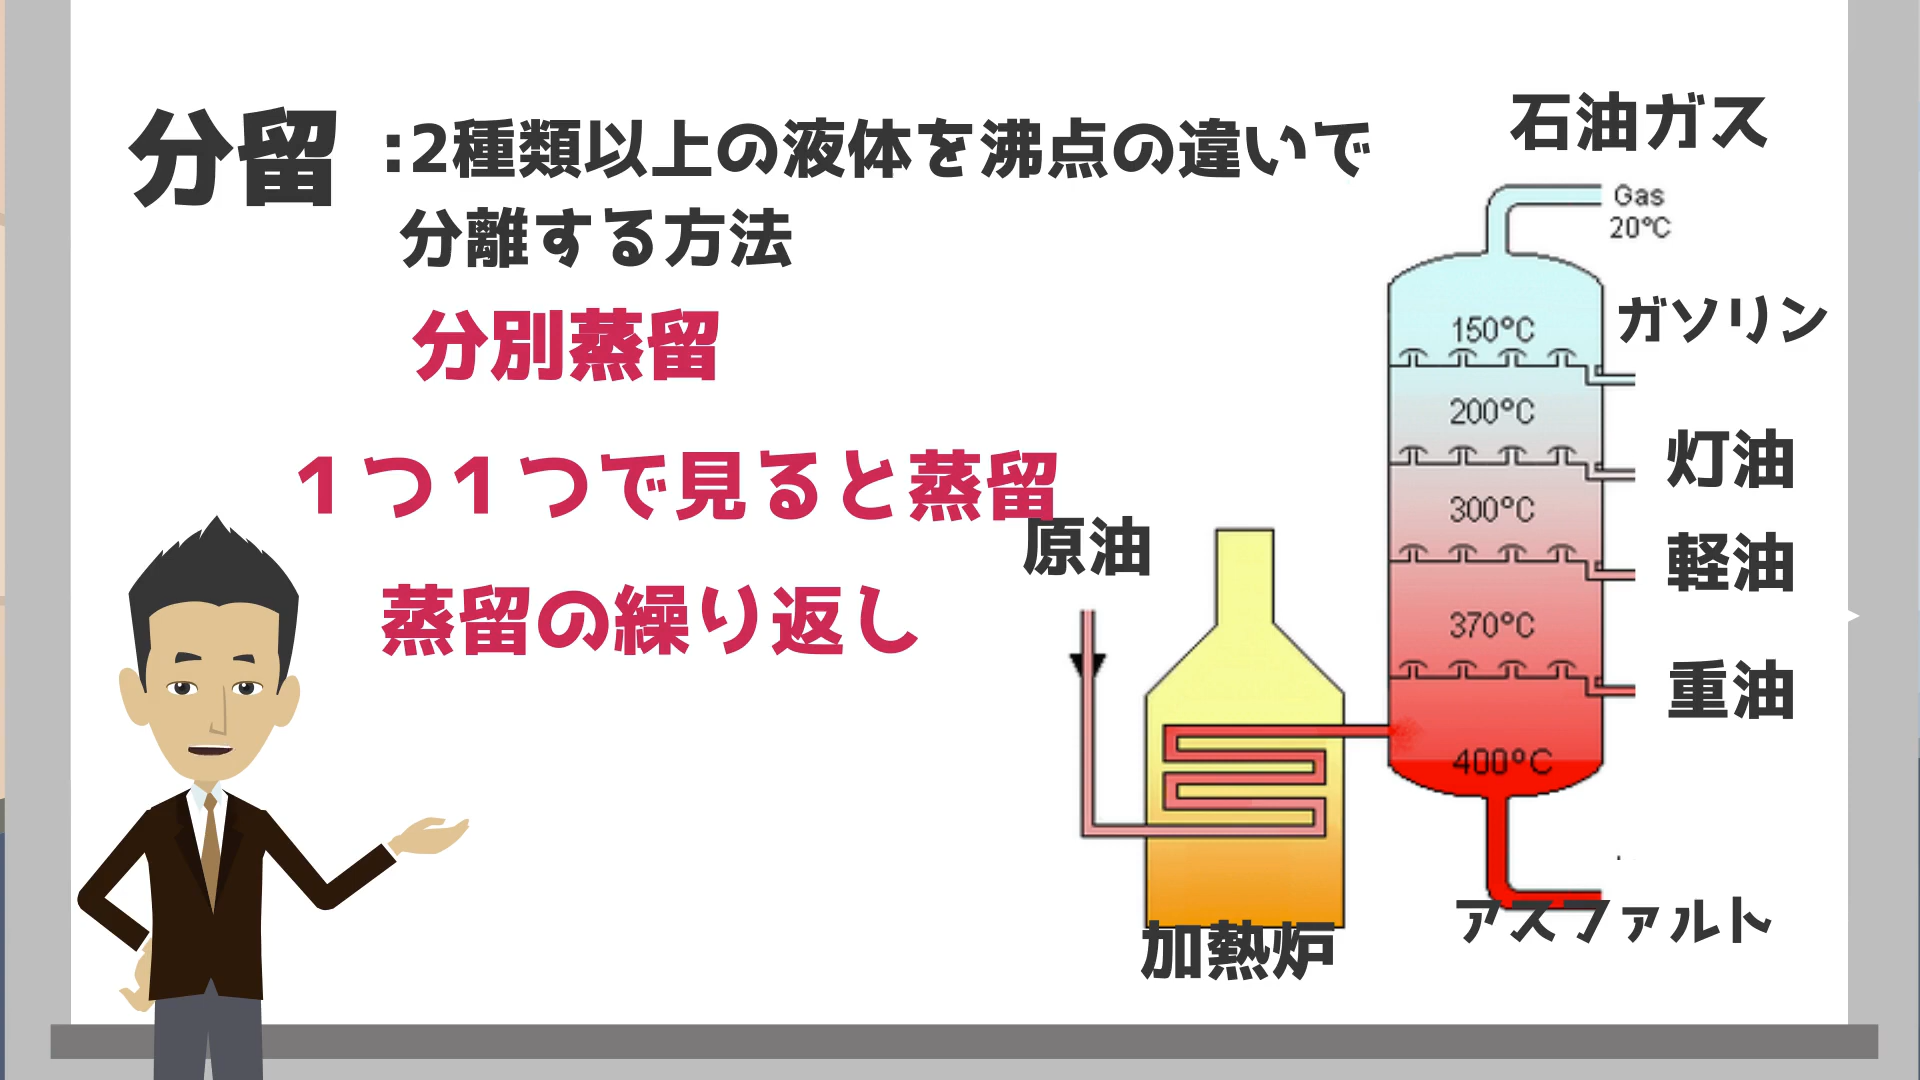 分留 :2種類以上の液体を沸点の違いで
分離する方法
分別蒸留
１つ１つで見ると蒸留
蒸留の繰り返し
石油ガス
Gas
20°C
150°C
ガソリン
200°C
灯油
300°C
軽油
370°C
重油
400°C
アスファルト
原油
加熱炉